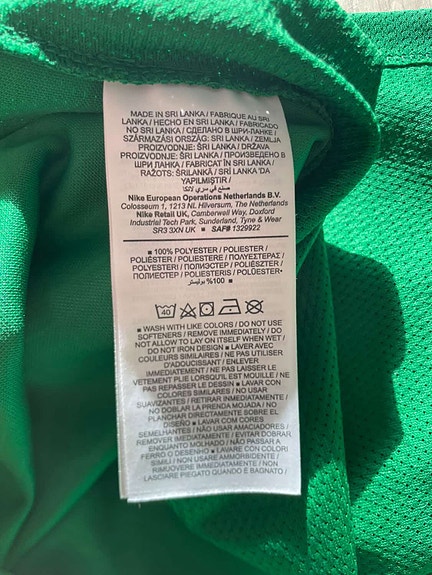 MADE IN SRI LANKA / FABRIQUE AU SRI
LANKA / HECHO EN SRI LANKA / FABRICADO
NO SRI LANKA / СДЕЛАНО В ШРИ-ЛАНКЕ /
SZÁRMAZÁSI ORSZÁG: SRI LANKA / ZEMLJA
PROIZVODNJE: ŠRI LANKA / DRŽAVA
PROIZVODNJE: ŠRI LANKA / ПРОИЗВЕДЕНО В
ШРИ ЛАНКА / FABRICAT ÎN SRI LANKA /
RAŽOTS: ŠRILANKĀ / SRI LANKA 'DA
YAPILMIŞTIR /
صنع في سري لانكا
Nike European Operations Netherlands B.V.
Colosseum 1, 1213 NL Hilversum, The Netherlands
Nike Retail UK, Camberwell Way, Doxford
Industrial Tech Park, Sunderland, Tyne & Wear
SR3 3XN UK ■ SAF# 1329922
■ 100% POLYESTER / POLIESTER /
POLIÉSTER / POLIESTERE / ΠΟΛΥΕΣΤΕΡΑΣ /
POLYESTERI / ПОЛИЭСТЕР / POLIÉSZTER /
ПОЛИЕСТЕР / POLIESTERIS / POLÜESTER ▪
■ %100 بوليستر
40
■ WASH WITH LIKE COLORS / DO NOT USE
SOFTENERS / REMOVE IMMEDIATELY / DO
NOT ALLOW TO LAY ON ITSELF WHEN WET /
DO NOT IRON DESIGN ■ LAVER AVEC
COULEURS SIMILAIRES / NE PAS UTILISER
D'ADOUCISSANT / ENLEVER
IMMEDIATEMENT / NE PAS LAISSER LE
VETEMENT PLIE LORSQU'IL EST MOUILLE / NE
PAS REPASSER LE DESSIN ■ LAVAR CON
COLORES SIMILARES / NO USAR
SUAVIZANTES / RETIRAR IMMEDIATAMENTE /
NO DOBLAR LA PRENDA MOJADA / NO
PLANCHAR DIRECTAMENTE SOBRE EL
DISEÑO ■ LAVAR COM CORES
SEMELHANTES / NÃO USAR AMACIADORES /
REMOVER IMEDIATAMENTE / EVITAR DOBRAR
ENQUANTO MOLHADO / NÃO PASSAR A
FERRO O DESENHO ■ LAVARE CON COLORI
SIMILI / NON USARE AMMORBIDENTE /
RIMUOVERE IMMEDIATAMENTE / NON
LASCIARE PIEGATO QUANDO È BAGNATO /